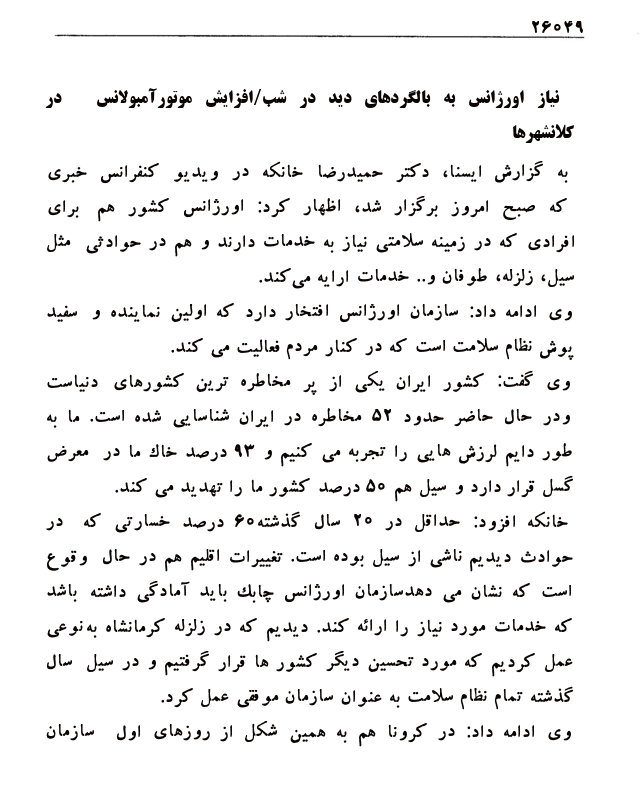 ۲۶۰۴۹
نیاز اورژانس به بالگردهای دید در شب/افزایش موتورآمبولانس در
کلانشهرها
به گزارش ایسنا، دکتر حمیدرضا خانکه در ویدیو کنفرانس خبری
که صبح امروز برگزار شد، اظهار کرد: اورژانس کشور هم برای
افرادی که در زمینه سلامتی نیاز به خدمات دارند و هم در حوادثی مثل
سیل، زلزله، طوفان و.. خدمات ارایه می‌کند.
وی ادامه داد: سازمان اورژانس افتخار دارد که اولین نماینده و سفید
پوش نظام سلامت است که در کنار مردم فعالیت می کند.
وی گفت: کشور ایران یکی از پر مخاطره ترین کشورهای دنیاست
ودر حال حاضر حدود ۵۲ مخاطره در ایران شناسایی شده است. ما به
طور دایم لرزش هایی را تجربه می کنیم و ۹۳ درصد خاك ما در معرض
گسل قرار دارد و سیل هم ۵۰ درصد کشور ما را تهدید می کند.
خانکه افزود: حداقل در ۲۰ سال گذشته۶۰ درصد خسارتی که در
حوادث دیدیم ناشی از سیل بوده است. تغییرات اقلیم هم در حال وقوع
است که نشان می دهدسازمان اورژانس چابك باید آمادگی داشته باشد
که خدمات مورد نیاز را ارائه کند. دیدیم که در زلزله کرمانشاه به‌نوعی
عمل کردیم که مورد تحسین دیگر کشور ها قرار گرفتیم و در سیل سال
گذشته تمام نظام سلامت به عنوان سازمان موفقی عمل کرد.
وی ادامه داد: در کرونا هم به همین شکل از روزهای اول سازمان